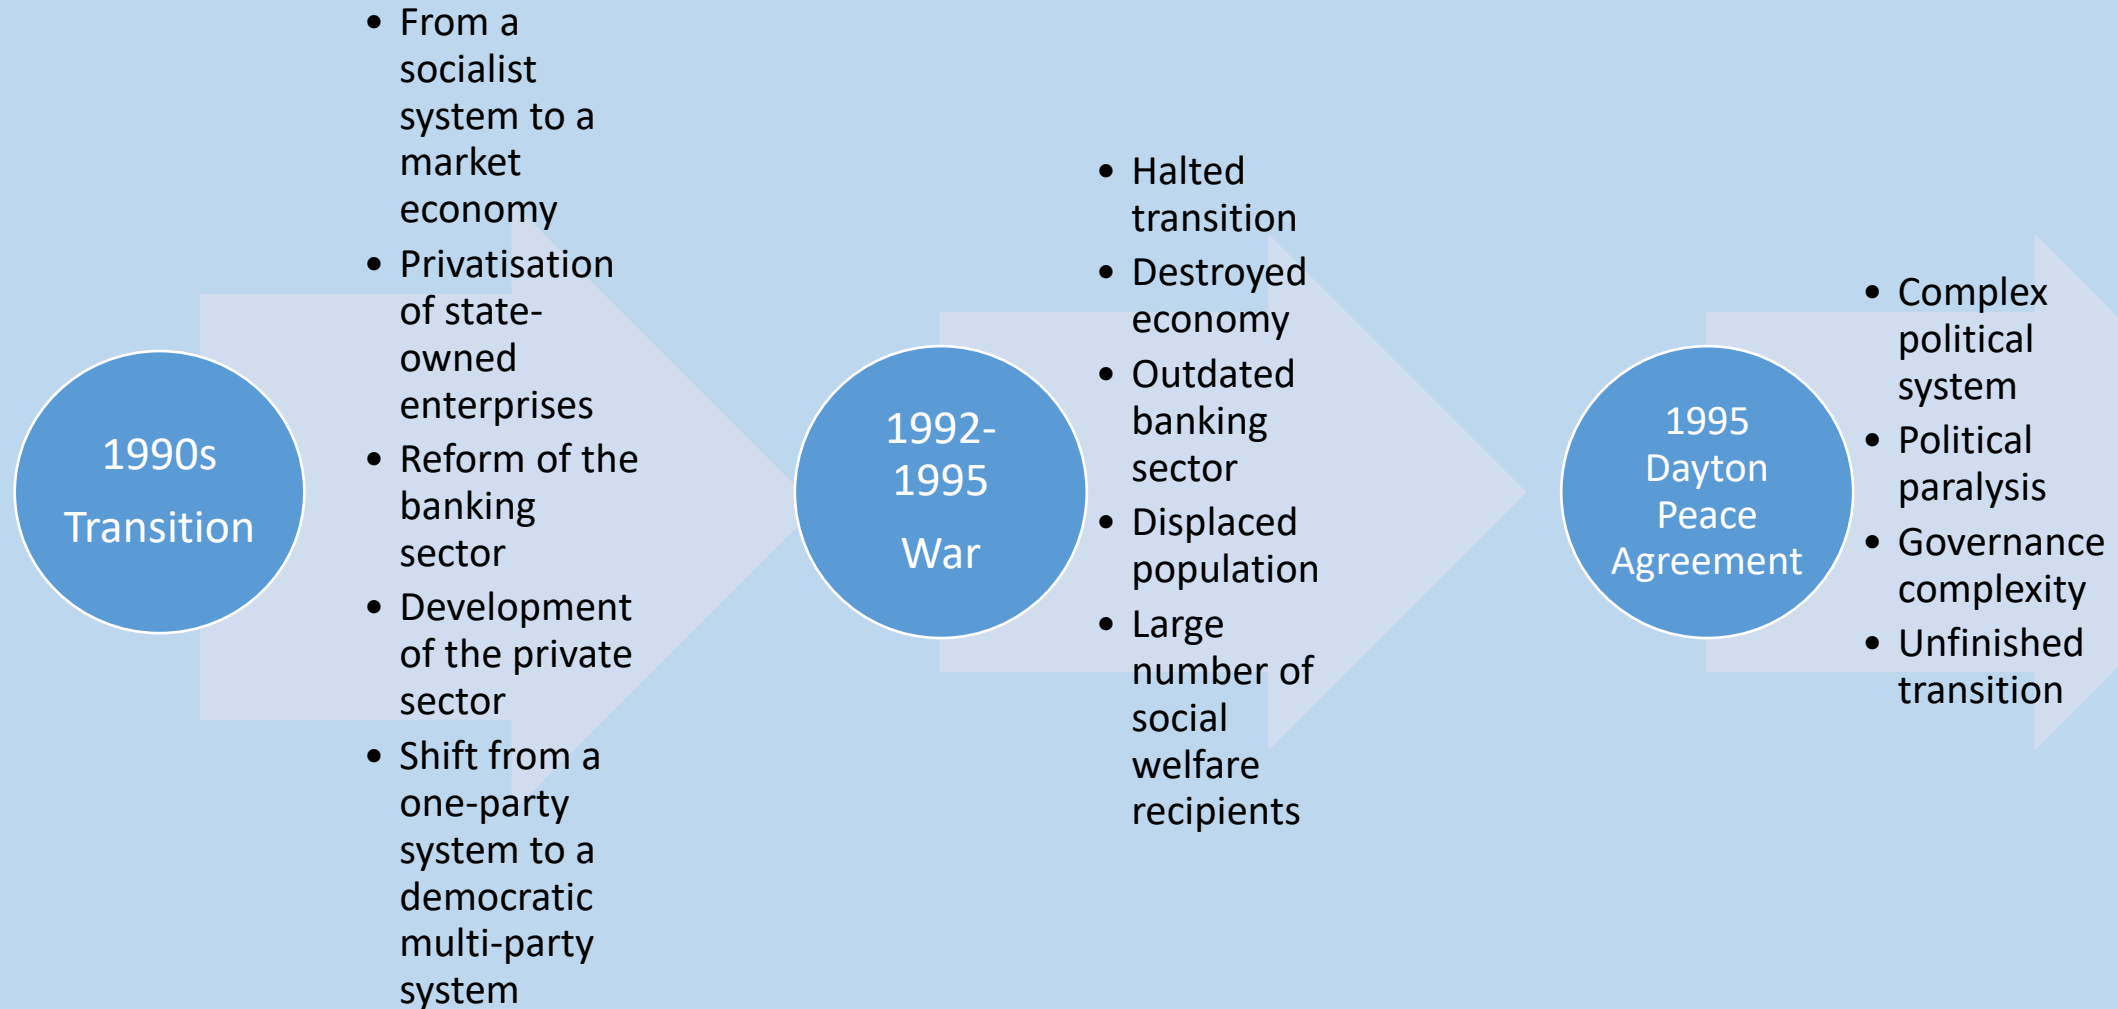 1990s
Transition
• From a
socialist
system to a
market
economy
• Privatisation
of state-
owned
enterprises
• Reform of the
banking
sector
• Development
of the private
sector
• Shift from a
one-party
system to a
democratic
multi-party
system
1992-
1995
War
• Halted
transition
• Destroyed
economy
• Outdated
banking
sector
• Displaced
population
• Large
number of
social
welfare
recipients
1995
Dayton
Peace
Agreement
• Complex
political
system
• Political
paralysis
• Governance
complexity
• Unfinished
transition